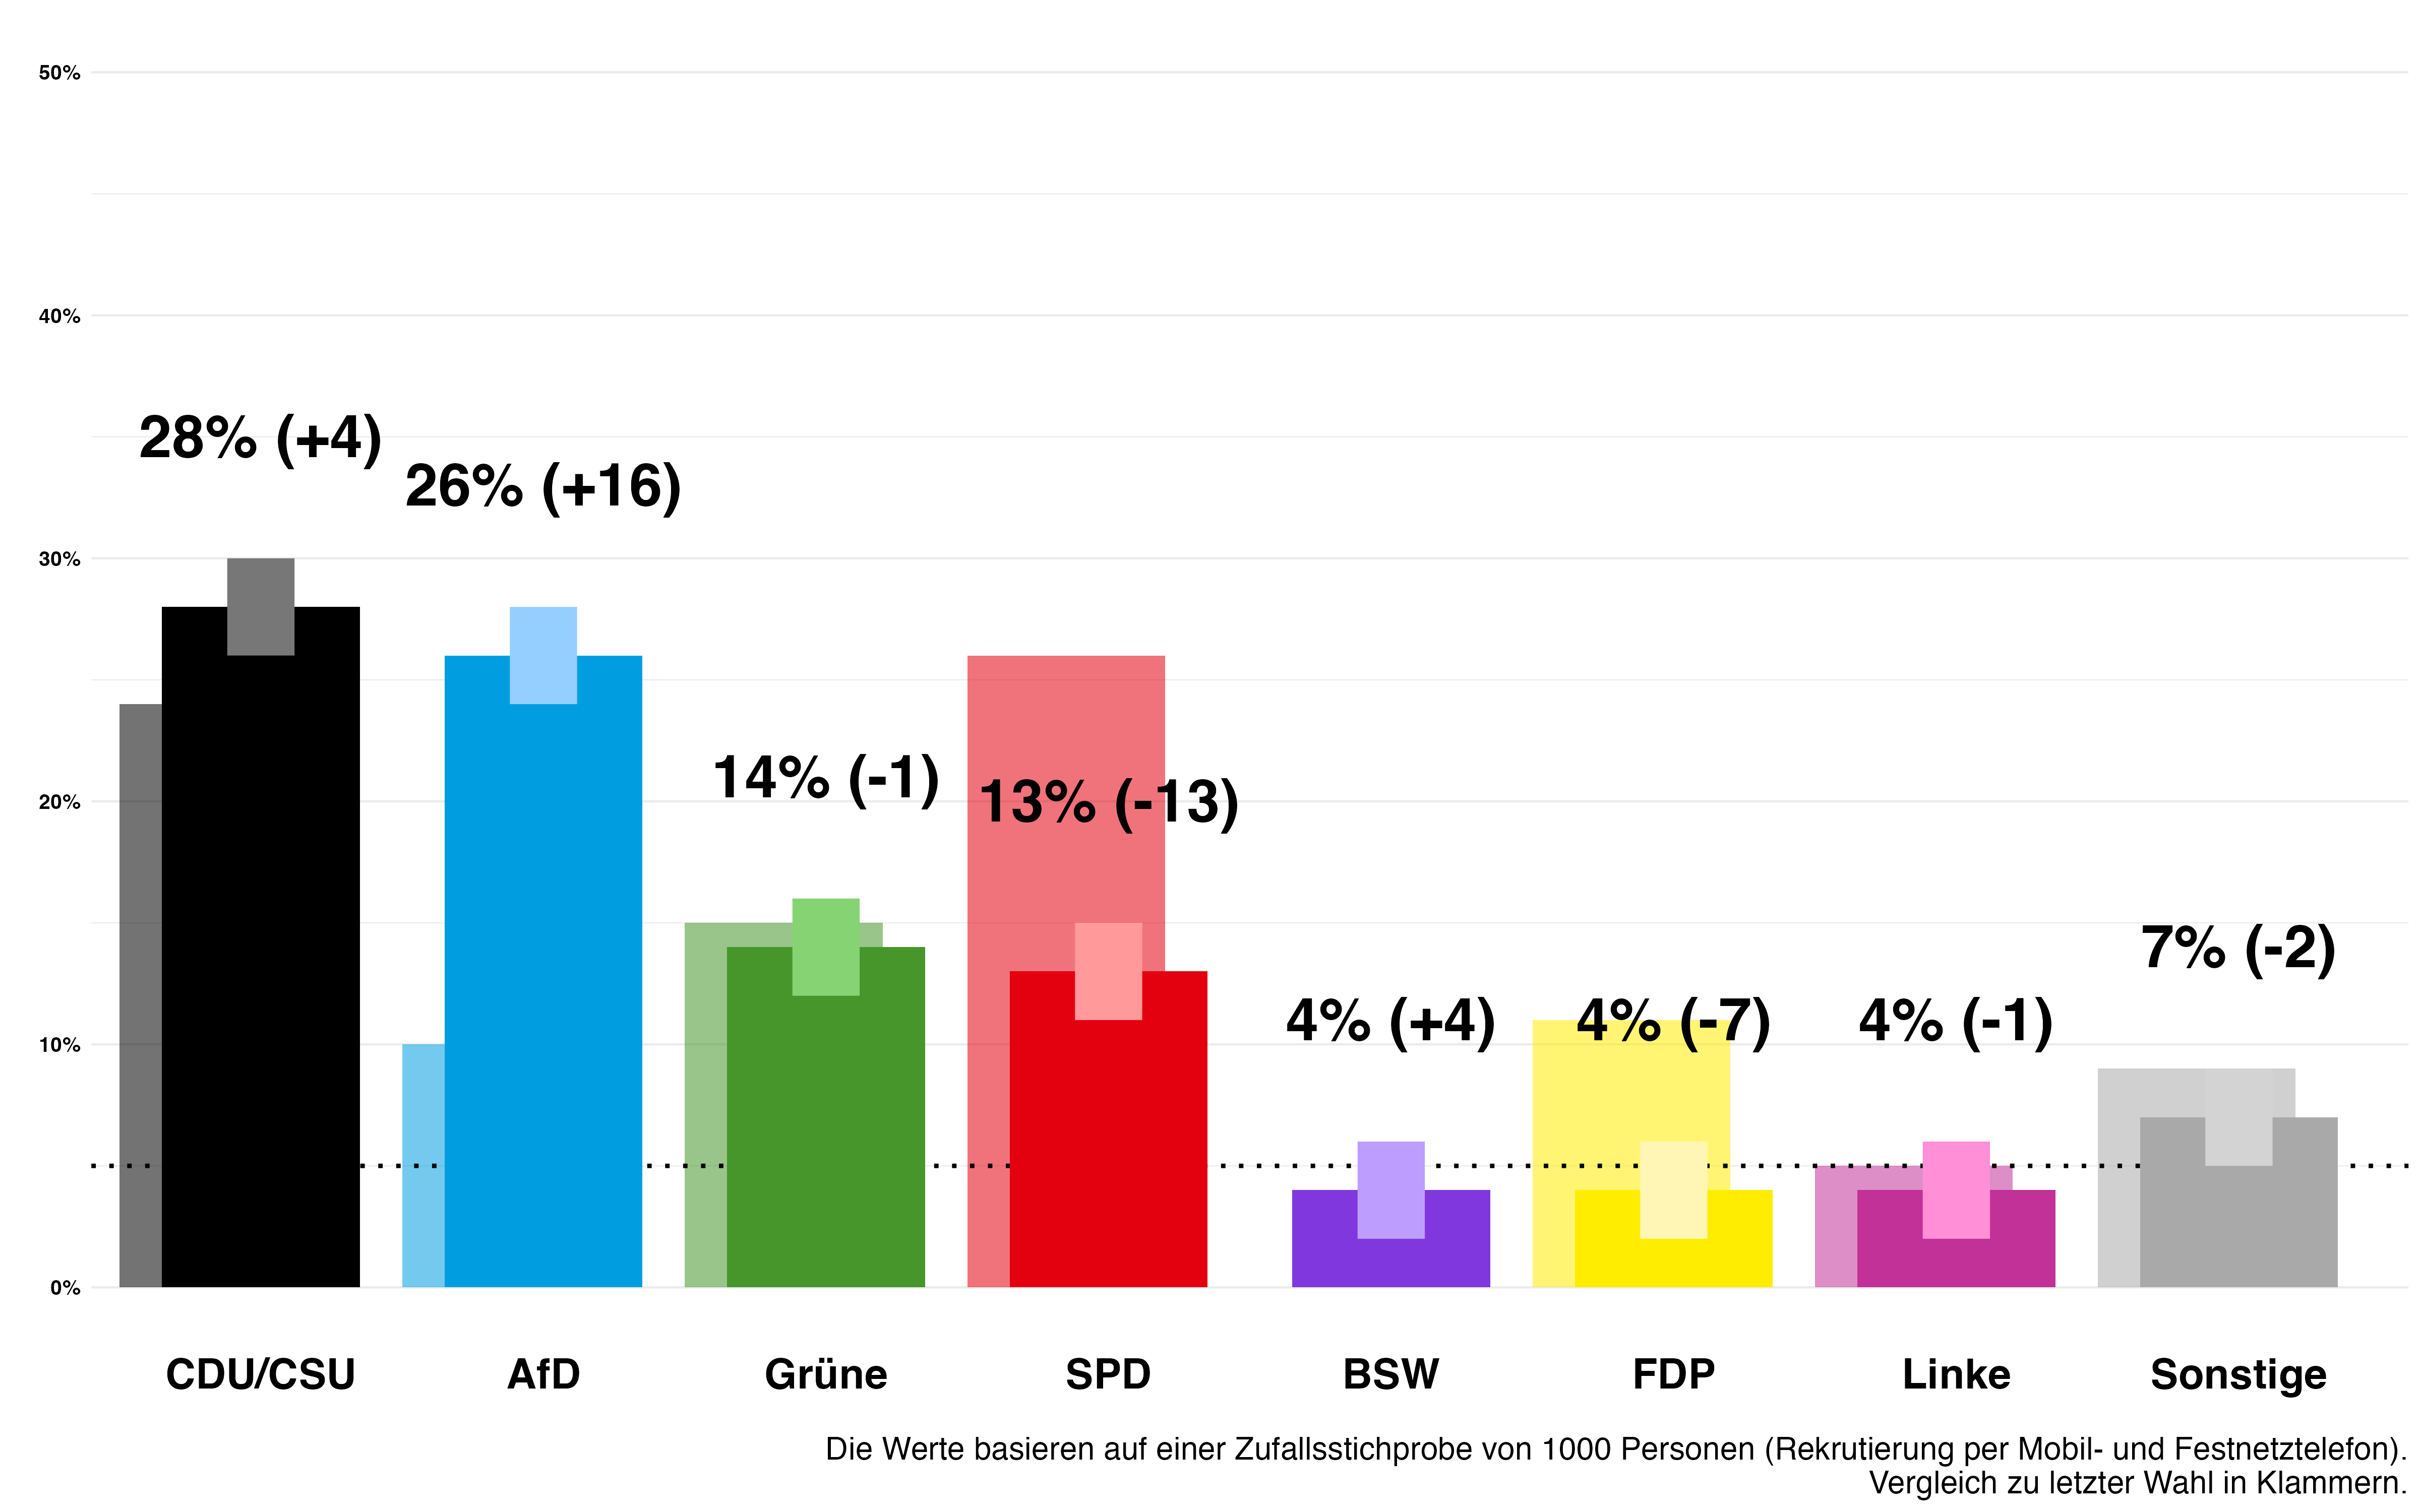 50%
40%
30%
20%
10%
0%
28% (+4)
26% (+16)
14% (-1)
13% (-13)
4% (+4)
4% (-7)
4% (-1)
7% (-2)
CDU/CSU
AfD
Grüne
SPD
BSW
FDP
Linke
Sonstige
Die Werte basieren auf einer Zufallsstichprobe von 1000 Personen (Rekrutierung per Mobil- und Festnetztelefon).
Vergleich zu letzter Wahl in Klammern.